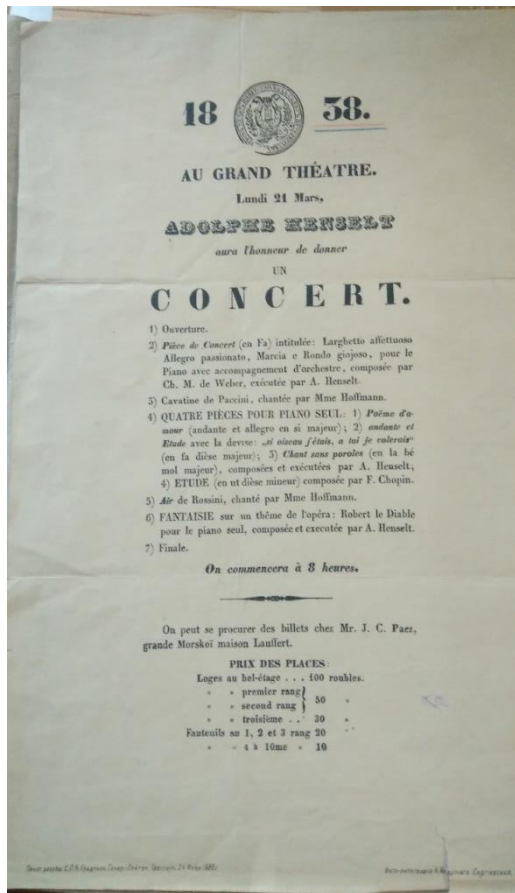 18 38.
AU GRAND THÉATRE.
Lundi 21 Mars,
ADOLPHE HENSELT
aura l'honneur de donner
UN
CONCERT.
1) Ouverture.
2) Pièce de Concert (en Fa) intitulée: Larghetto affettuoso
Allegro passionato, Marcia e Rondo giojoso, pour le
Piano avec accompagnement d'orchestre, composée par
Ch. M. de Weber, exécutée par A. Henselt.
3) Cavatine de Paccini, chantée par Mme Hoffmann.
4) QUATRE PIÈCES POUR PIANO SEUL: 1) Poëme d'a-
mour (andante et allegro en si majeur); 2) andante et
Etude avec la devise: „si oiseau j'étais, a toi je volerais"
(en fa dièse majeur); 3) Chant sans poroles (en la bé
mol majeur), composées et exécutées par A. Henselt,
4) ETUDE (en ut dièse mineur) composée par F. Chopin.
5) Air de Rossini, chanté par Mme Hoffmann.
6) FANTAISIE sur un thême de l'opéra: Robert le Diable
pour le piano seul, composée et executée par A. Henselt.
7) Finale.
On commencera à 8 heures.
On peut se procurer des billets chez Mr. J. C. Paez,
grande Morskoï maison Lauffert.
PRIX DES PLACES:
Loges au bel-étage . . . 100 roubles.
" " premier rang } 50 "
" " second rang
" " troisième . . 30 "
Fauteuils au 1, 2 et 3 rang 20 "
" " 4 à 10me " 10